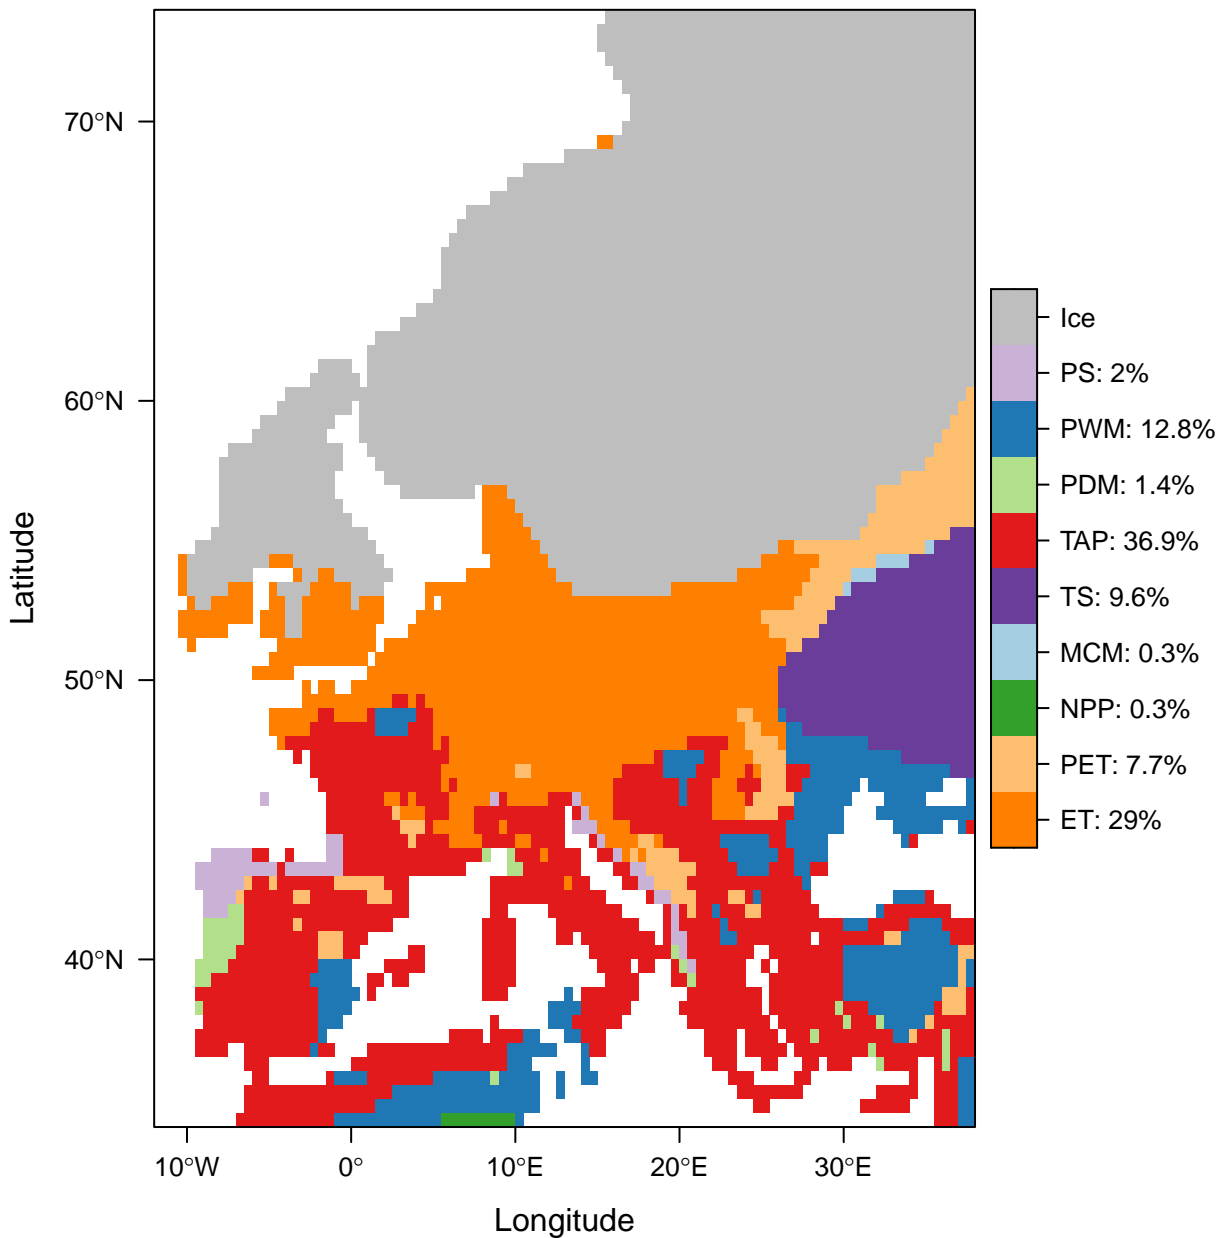 70°N
60°N
50°N
40°N
Latitude
10°W
0°
10°E
20°E
30°E
Longitude
Ice
PS: 2%
PWM: 12.8%
PDM: 1.4%
TAP: 36.9%
TS: 9.6%
MCM: 0.3%
NPP: 0.3%
PET: 7.7%
ET: 29%